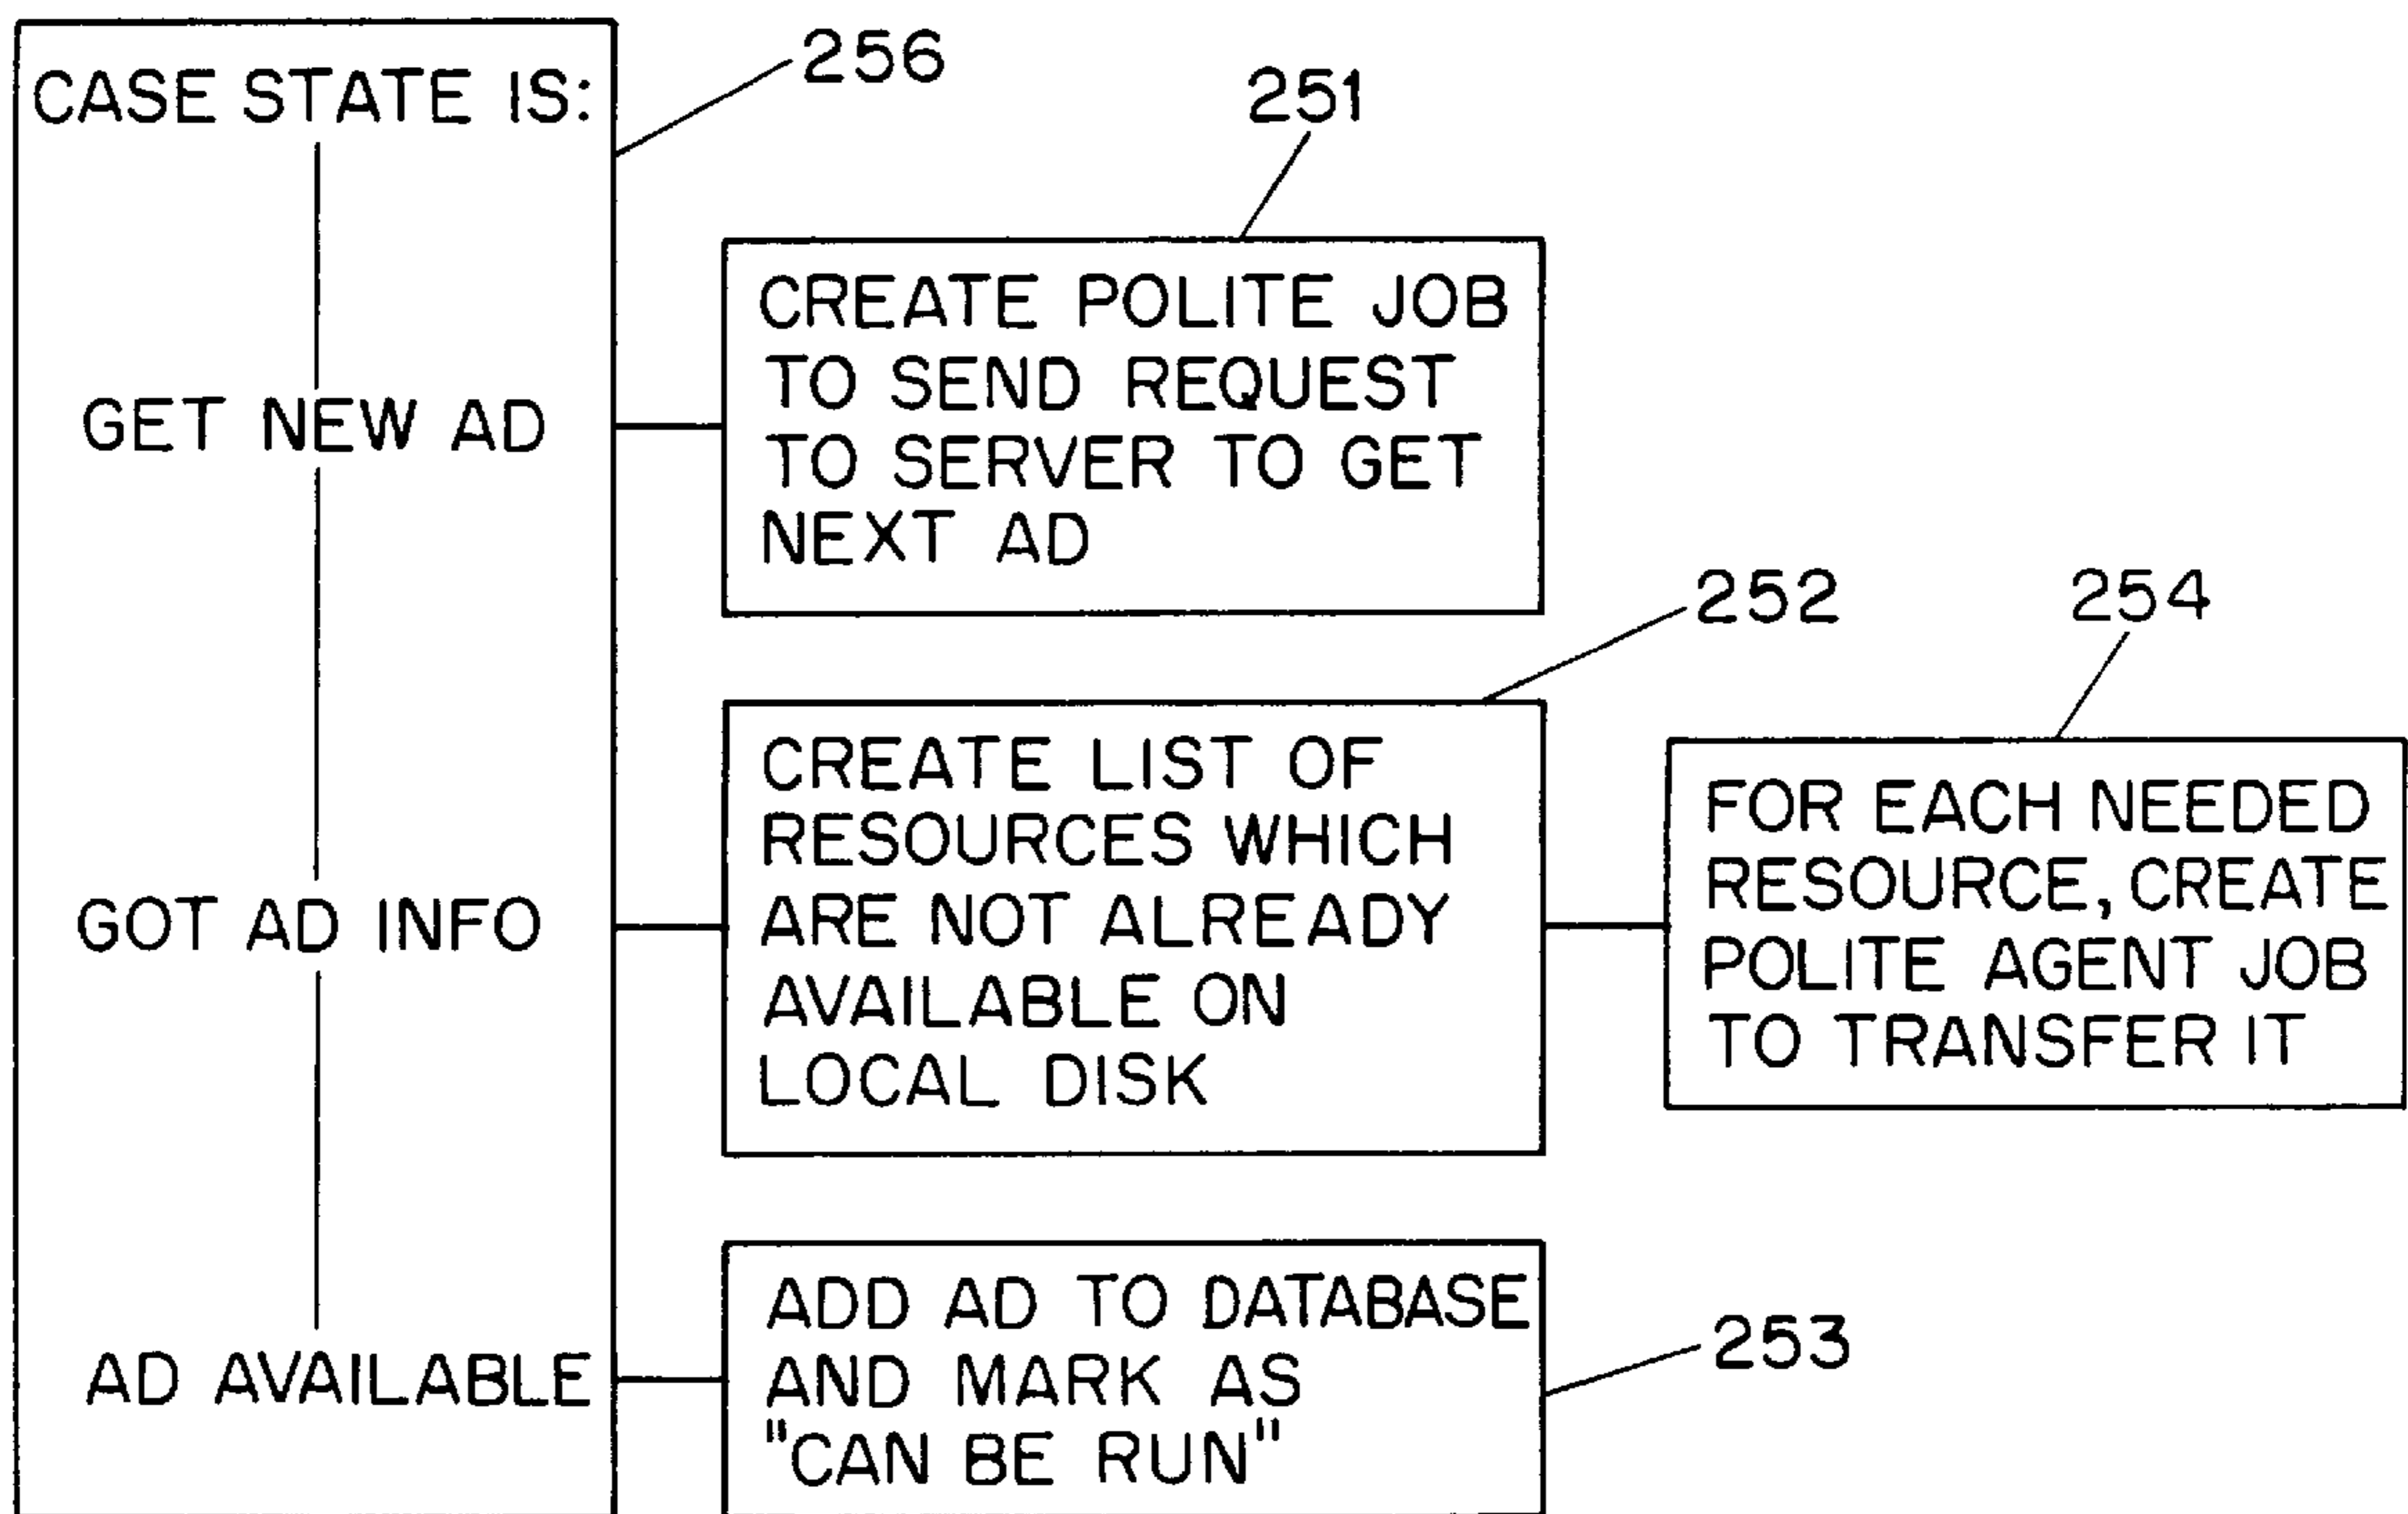 CASE STATE IS:
256
251
GET NEW AD
CREATE POLITE JOB
TO SEND REQUEST
TO SERVER TO GET
NEXT AD
252
254
GOT AD INFO
CREATE LIST OF
RESOURCES WHICH
ARE NOT ALREADY
AVAILABLE ON
LOCAL DISK
FOR EACH NEEDED
RESOURCE, CREATE
POLITE AGENT JOB
TO TRANSFER IT
AD AVAILABLE
ADD AD TO DATABASE
AND MARK AS
"CAN BE RUN"
253